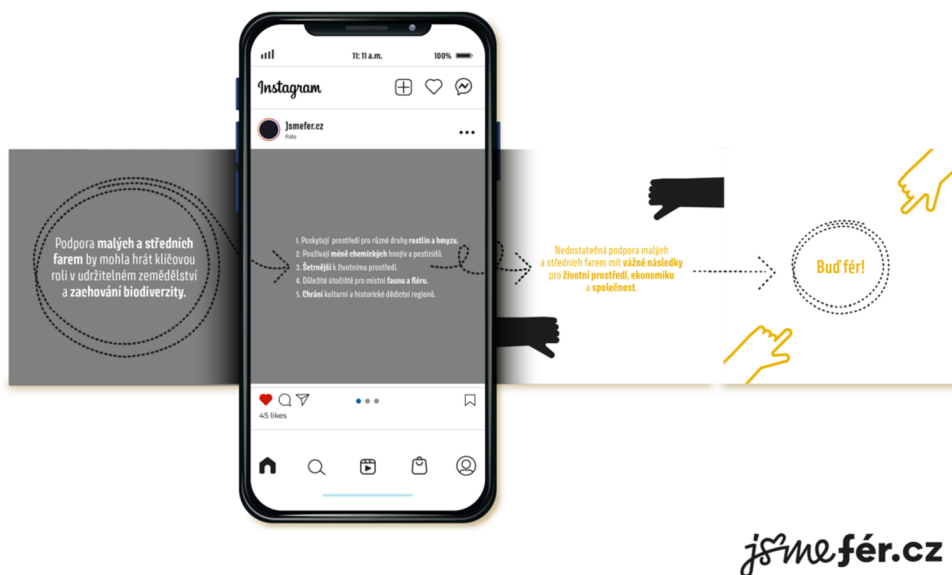 11:11 a.m.
100%
Instagram
Jsmefer.cz
Praha
Podpora malých a středních
farem by mohla hrát klíčovou
roli v udržitelném zemědělství
a zachování biodiverzity.
1. Poskytají prostředí pro různé druhy rostlin a hmyzu.
2. Používají méně chemických hnojiv a pesticidů.
3. Šetrnější k životnímu prostředí.
4. Důležité útočiště pro místní faunu a flóru.
5. Chrání kulturní a historické dědictví regionů.
Nedostatečná podpora malých
a středních farem mít vážné následky
pro životní prostředí, ekonomiku
a společnost.
Buď fér!
45 likes
jsme fér.cz